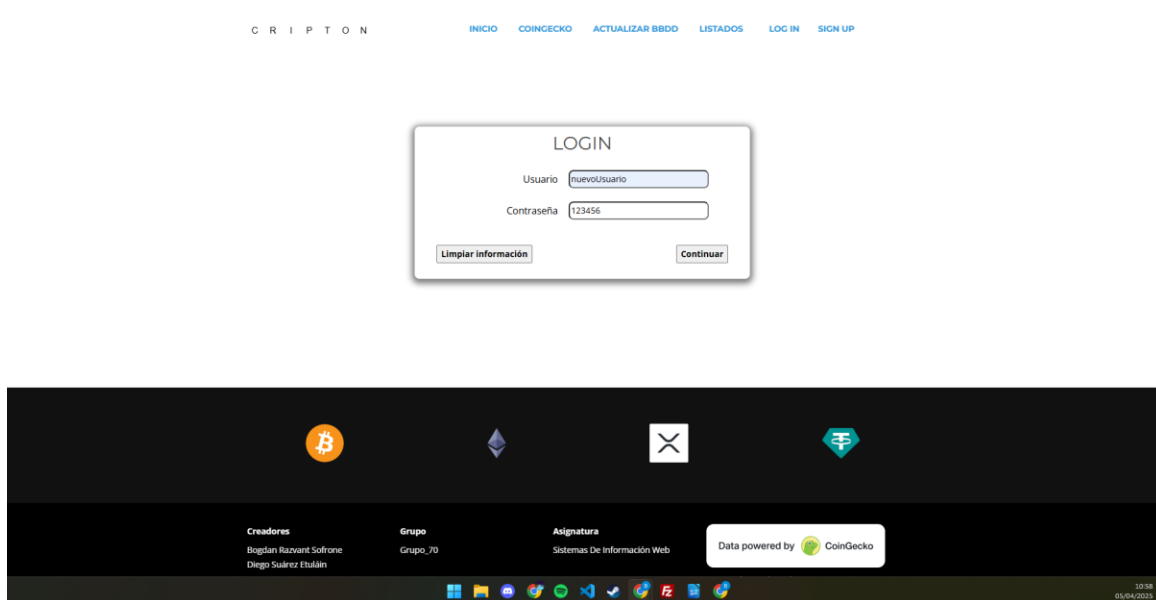 CRIPTON INICIO COINGECKO ACTUALIZAR BBDD LISTADOS LOG IN SIGN UP
LOGIN
Usuario nuevoUsuario
Contraseña 123456
Limpiar información Continuar
Creadores Grupo Asignatura
Bogdan Razvant Sofrone Grupo_70 Sistemas De Información Web
Diego Suárez Etuláin
Data powered by CoinGecko
10:58
05/04/2025